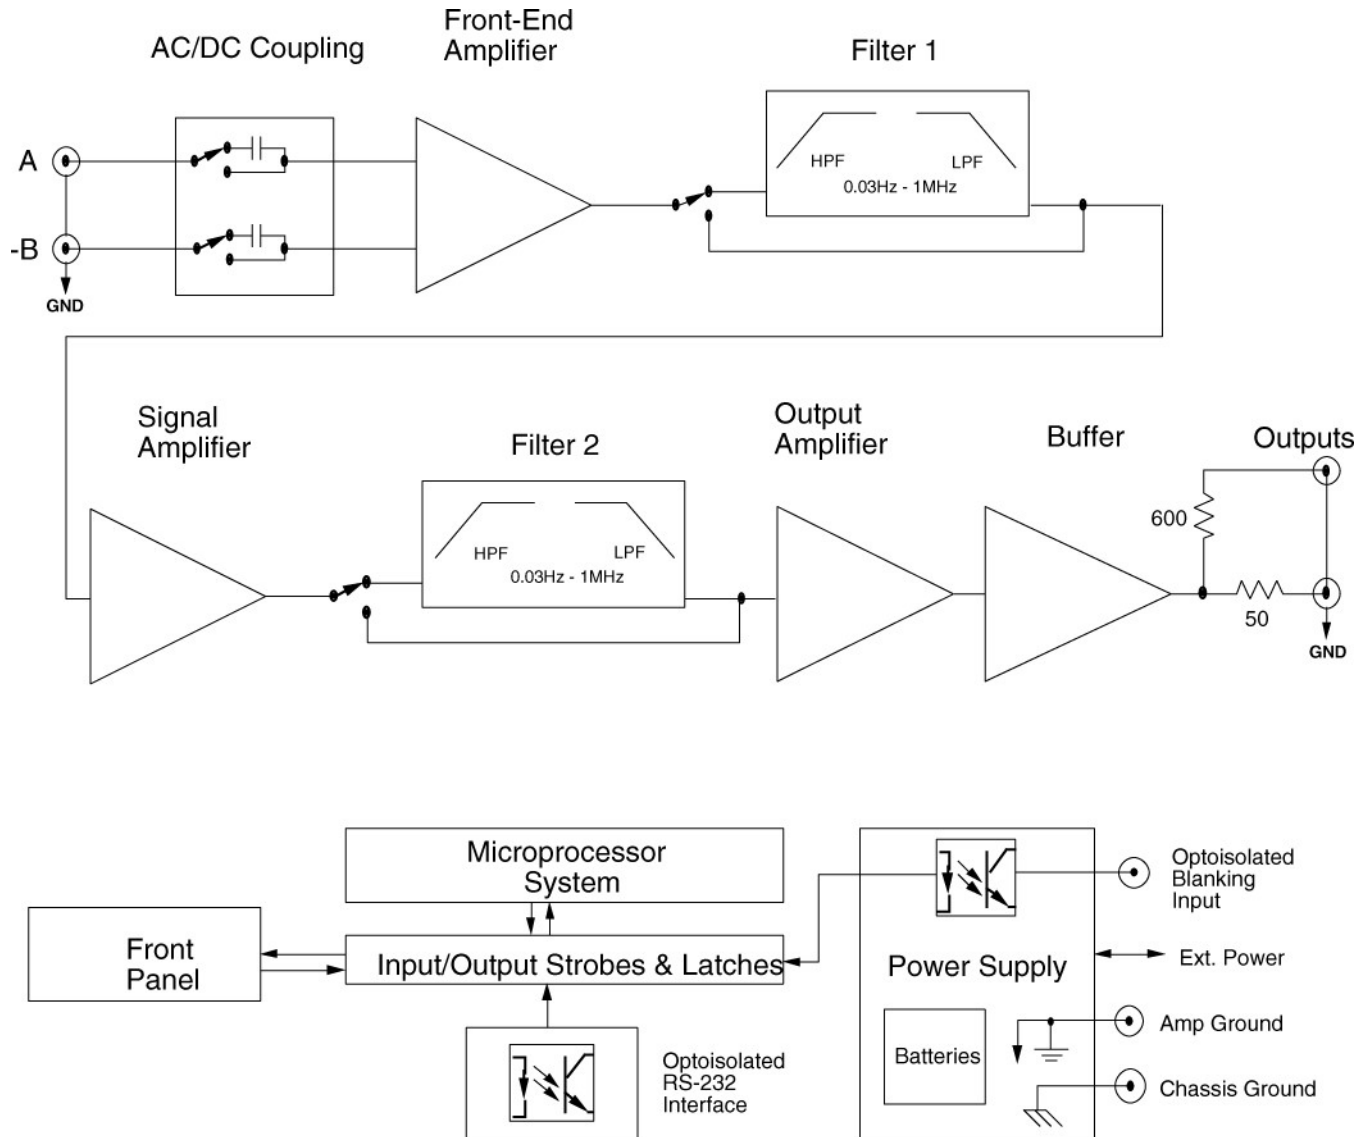 Front-End
Amplifier
AC/DC Coupling
Filter 1
A
-B
GND
HPF
LPF
0.03Hz - 1MHz
Signal
Amplifier
Filter 2
Output
Amplifier
Buffer
Outputs
HPF
LPF
0.03Hz - 1MHz
600
50
GND
Microprocessor
System
Front
Panel
Input/Output Strobes & Latches
Optoisolated
RS-232
Interface
Power Supply
Batteries
Optoisolated
Blanking
Input
Ext. Power
Amp Ground
Chassis Ground